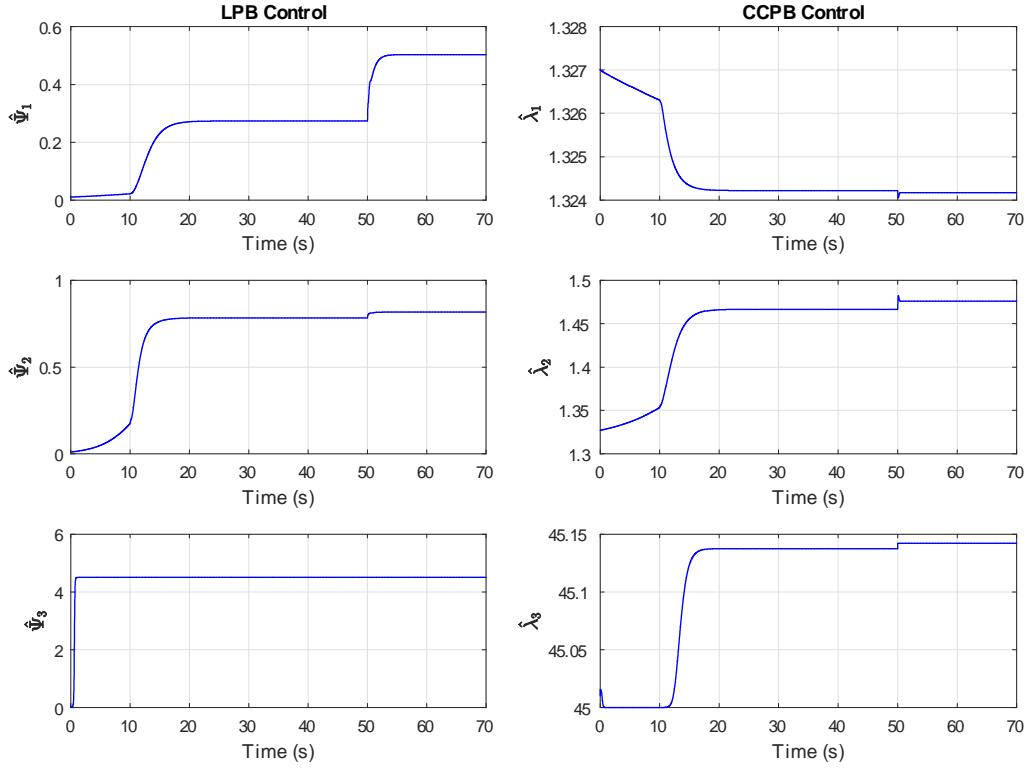 LPB Control
CCPB Control
0.6
0.4
0.2
0
Ψ̂₁
0 10 20 30 40 50 60 70
Time (s)
1.328
1.327
1.326
1.325
1.324
λ̂₁
0 10 20 30 40 50 60 70
Time (s)
1
0.5
0
Ψ̂₂
0 10 20 30 40 50 60 70
Time (s)
1.5
1.45
1.4
1.35
1.3
λ̂₂
0 10 20 30 40 50 60 70
Time (s)
6
4
2
0
Ψ̂₃
0 10 20 30 40 50 60 70
Time (s)
45.15
45.1
45.05
45
λ̂₃
0 10 20 30 40 50 60 70
Time (s)